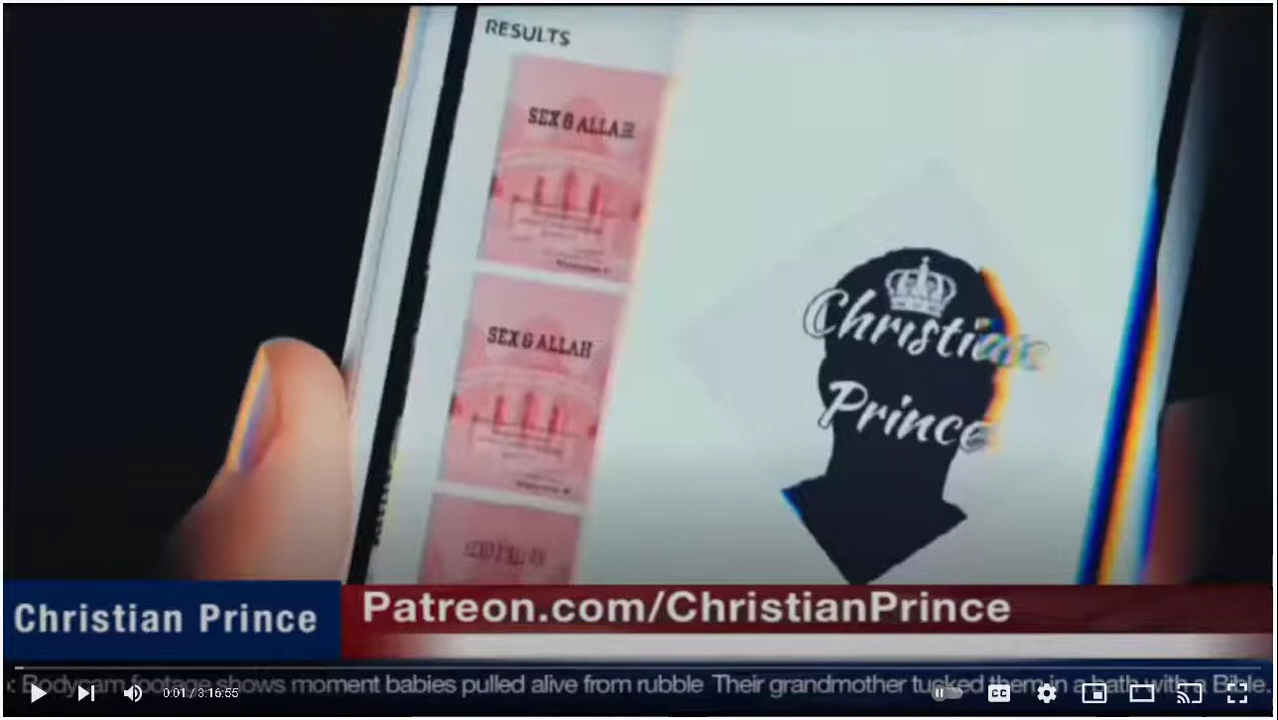 RESULTS
SEX & ALLAH
SEX & ALLAH
Christian
Prince
Christian Prince
Patreon.com/ChristianPrince
0:01 / 3:16:55
Bodycam footage shows moment babies pulled alive from rubble Their grandmother tucked them in a bath with a Bible.
CC